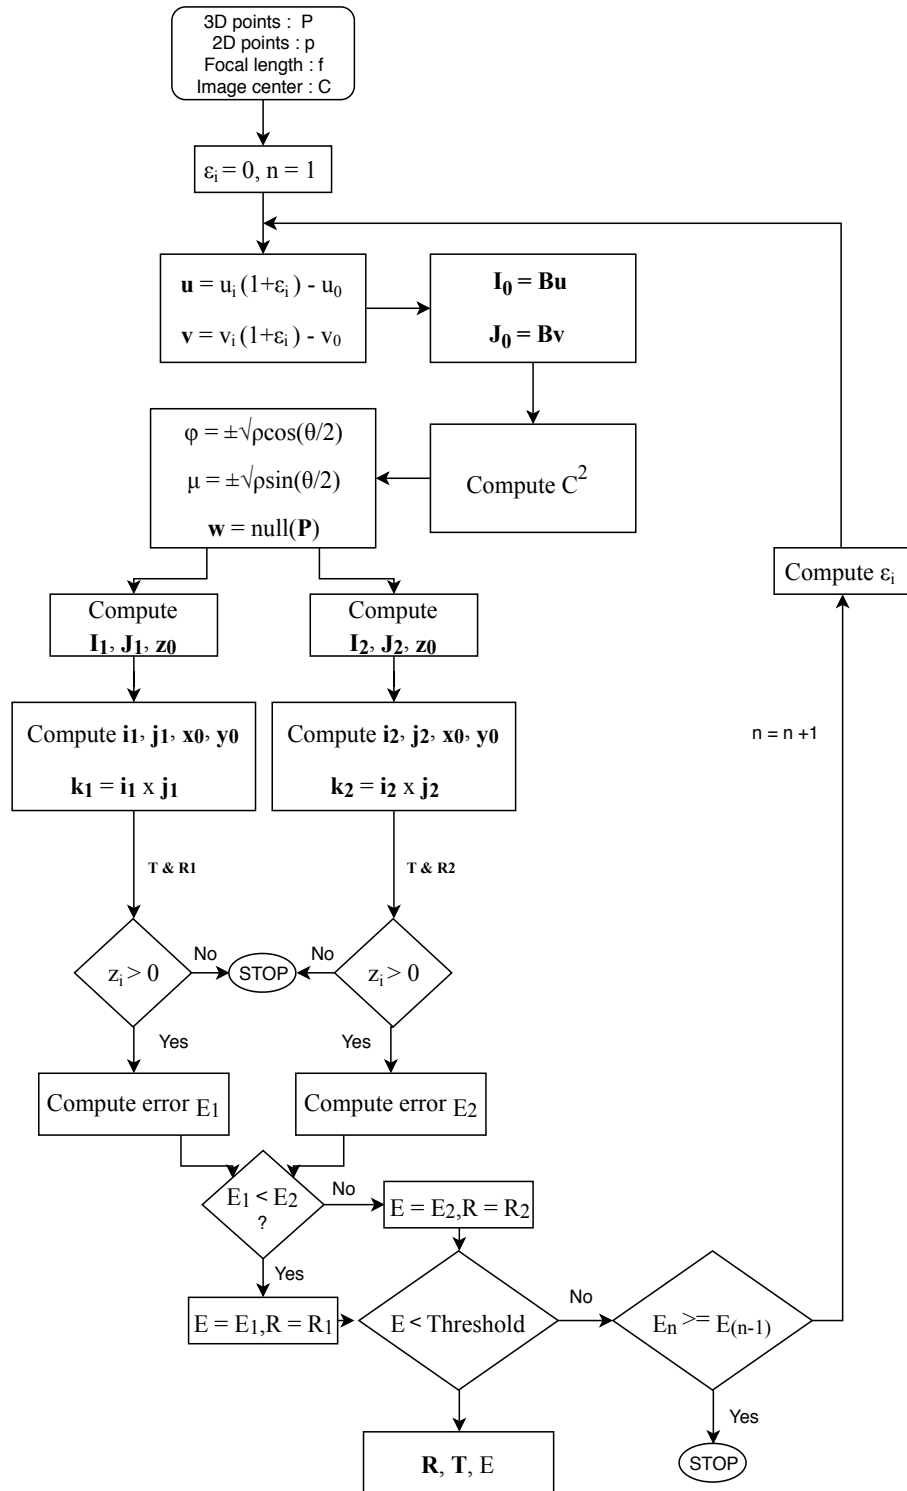 3D points : P
2D points : p
Focal length : f
Image center : C
εi = 0, n = 1
u = ui (1+εi) - u0
v = vi (1+εi) - v0
I0 = Bu
J0 = Bv
φ = ±√ρcos(θ/2)
μ = ±√ρsin(θ/2)
w = null(P)
Compute C²
Compute εi
Compute
I1, J1, z0
Compute
I2, J2, z0
Compute i1, j1, x0, y0
k1 = i1 x j1
Compute i2, j2, x0, y0
k2 = i2 x j2
n = n +1
T & R1
T & R2
zi > 0
No
STOP
No
zi > 0
Yes
Yes
Compute error E1
Compute error E2
E1 < E2
?
No
E = E2,R = R2
Yes
E = E1,R = R1
E < Threshold
No
En >= E(n-1)
Yes
STOP
R, T, E